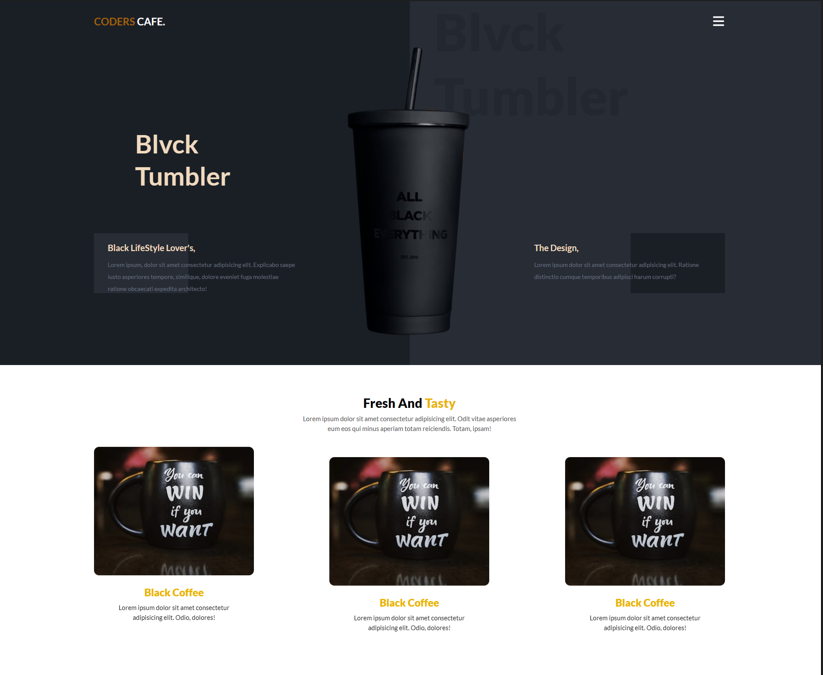 CODERS CAFE.
Blvck
Tumbler
Blvck
Tumbler
ALL
BLACK
EVERYTHING
Black LifeStyle Lover's,
Lorem ipsum, dolor sit amet consectetur adipisicing elit. Explicabo saepe
iusto asperiores tempore, similique, dolore eveniet fuga molestiae
ratione obcaecati expedita architecto!
The Design,
Lorem ipsum dolor sit amet consectetur adipisicing elit. Ratione
distinctio cumque temporibus adipisci harum corrupti?
Fresh And Tasty
Lorem ipsum dolor sit amet consectetur adipisicing elit. Odit vitae asperiores
eum eos qui minus aperiam totam reiciendis. Totam, ipsam!
You can
WIN
if you
WANT
Black Coffee
Lorem ipsum dolor sit amet consectetur
adipisicing elit. Odio, dolores!
You can
WIN
if you
WANT
Black Coffee
Lorem ipsum dolor sit amet consectetur
adipisicing elit. Odio, dolores!
You can
WIN
if you
WANT
Black Coffee
Lorem ipsum dolor sit amet consectetur
adipisicing elit. Odio, dolores!